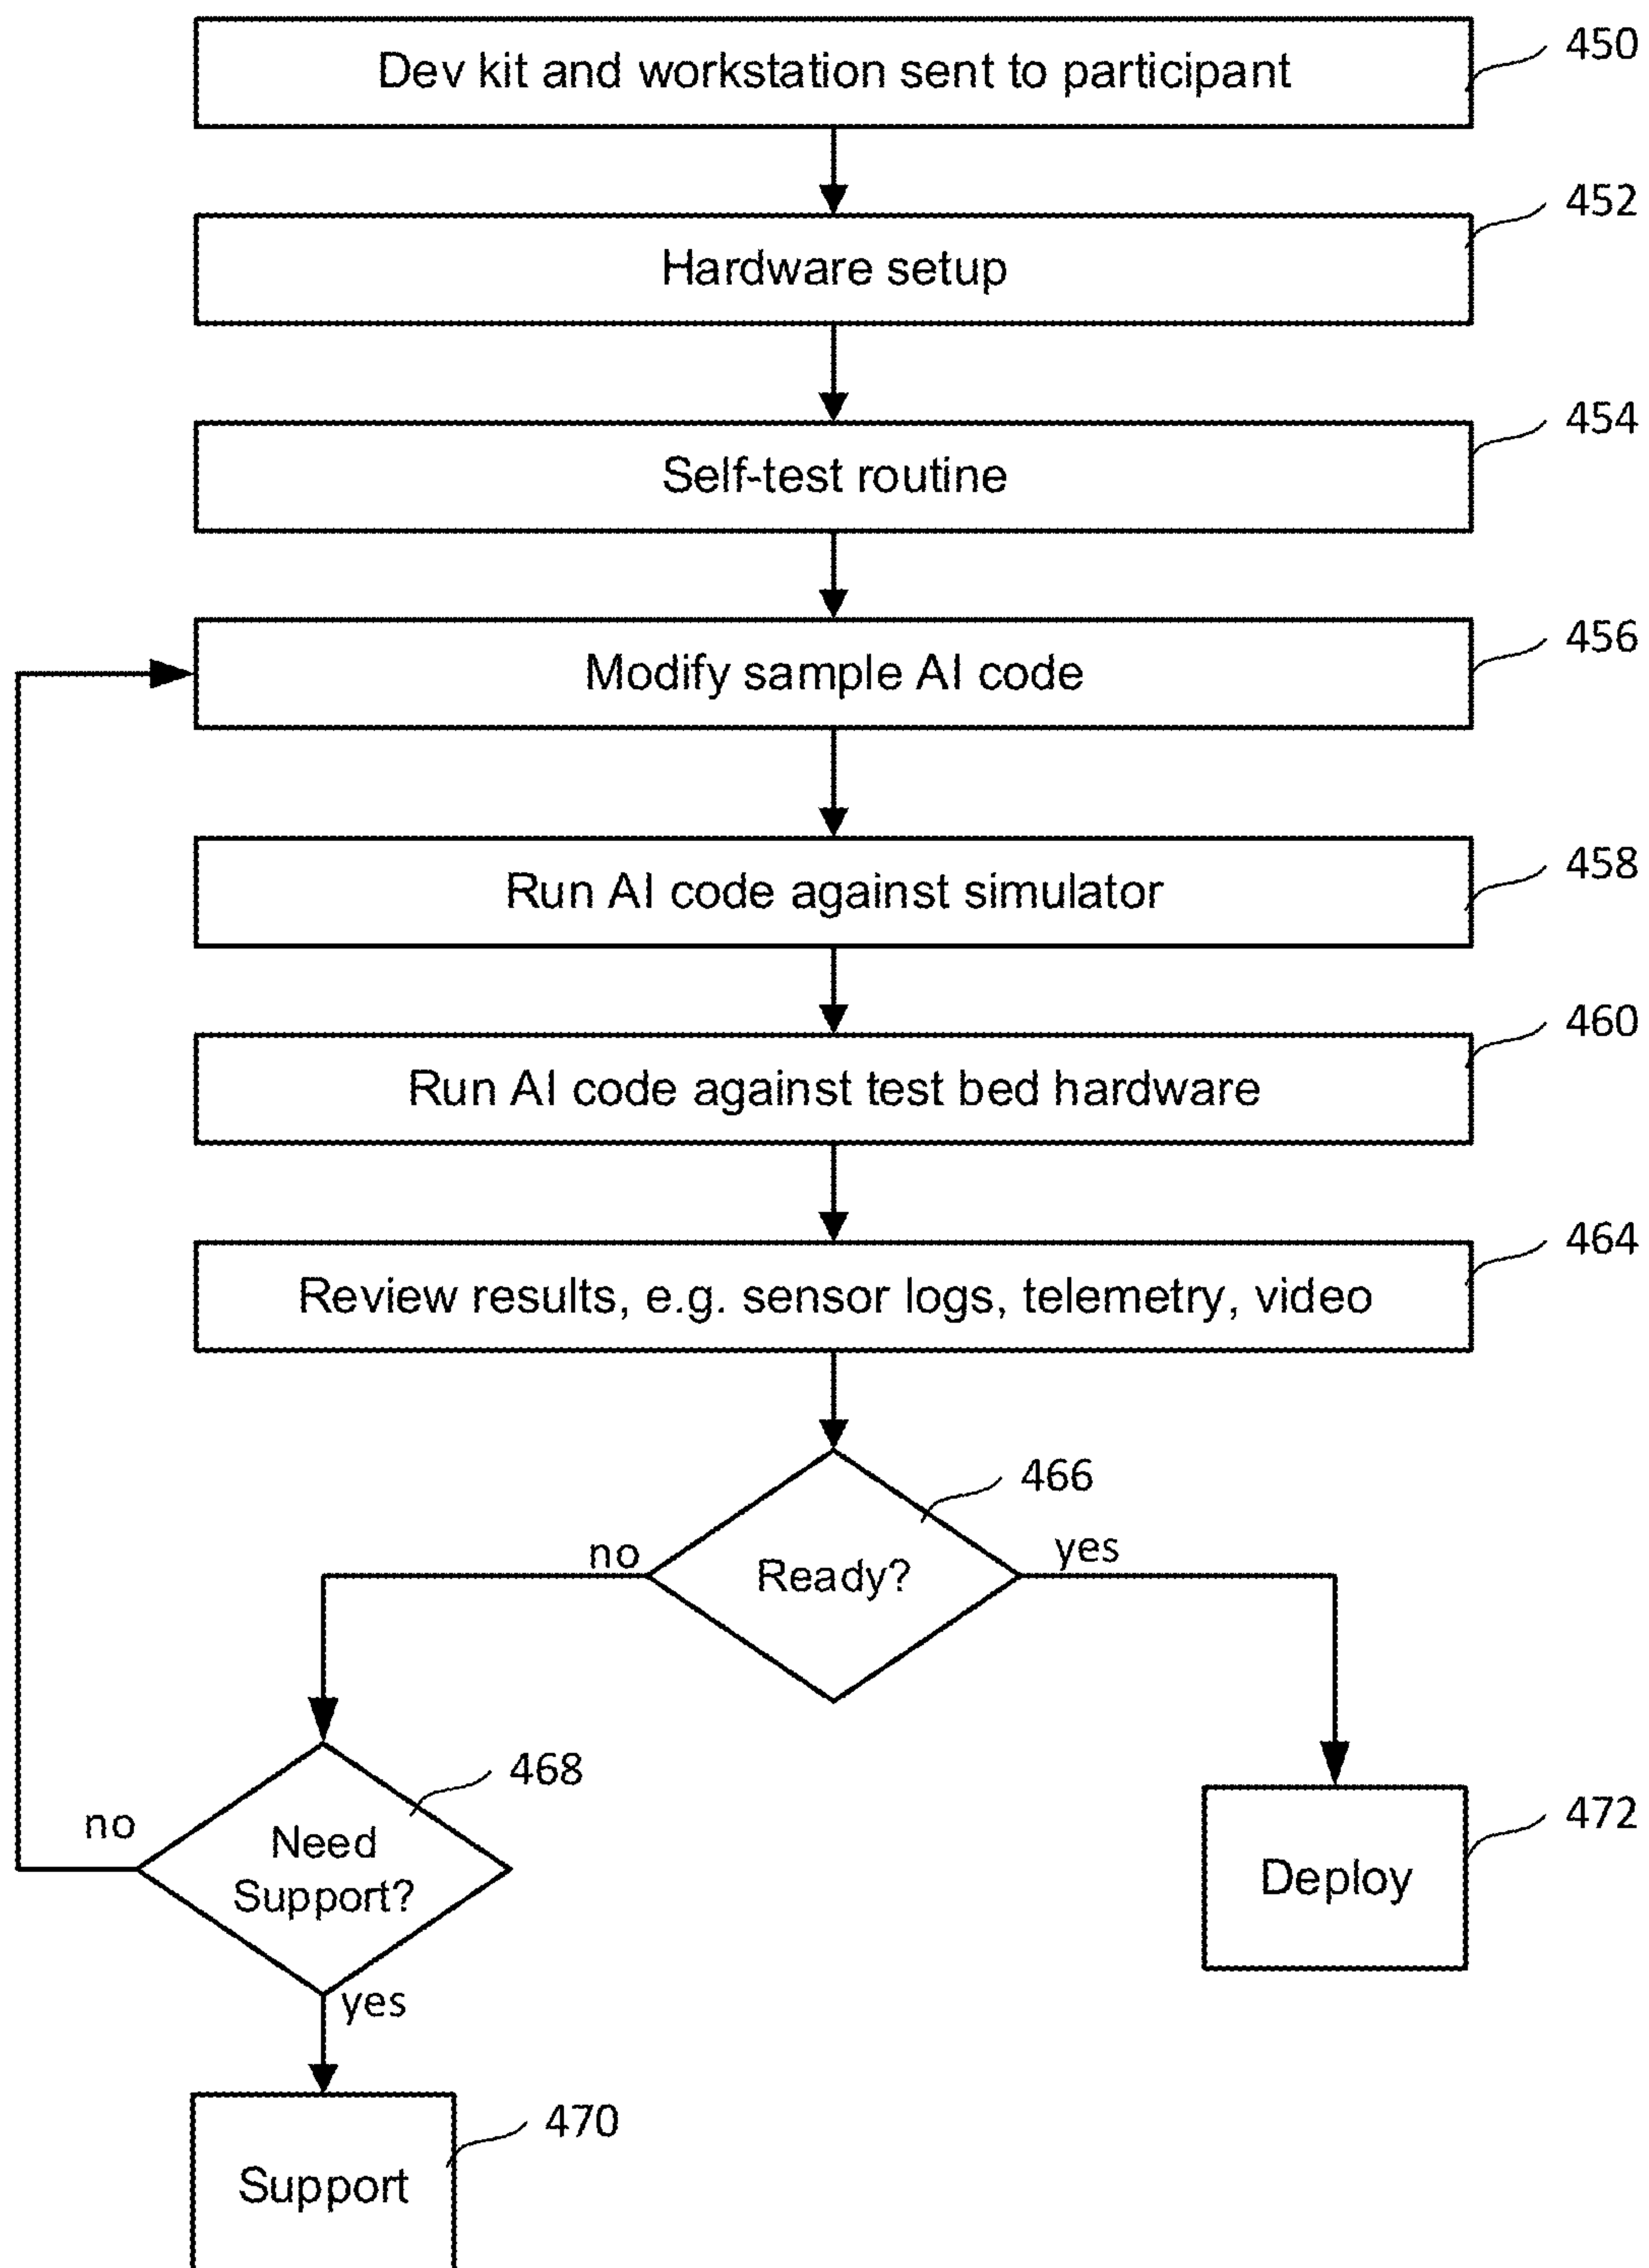 Dev kit and workstation sent to participant
450
Hardware setup
452
Self-test routine
454
Modify sample AI code
456
Run AI code against simulator
458
Run AI code against test bed hardware
460
Review results, e.g. sensor logs, telemetry, video
464
466
no
Ready?
yes
468
no
Need
Support?
yes
472
Deploy
470
Support